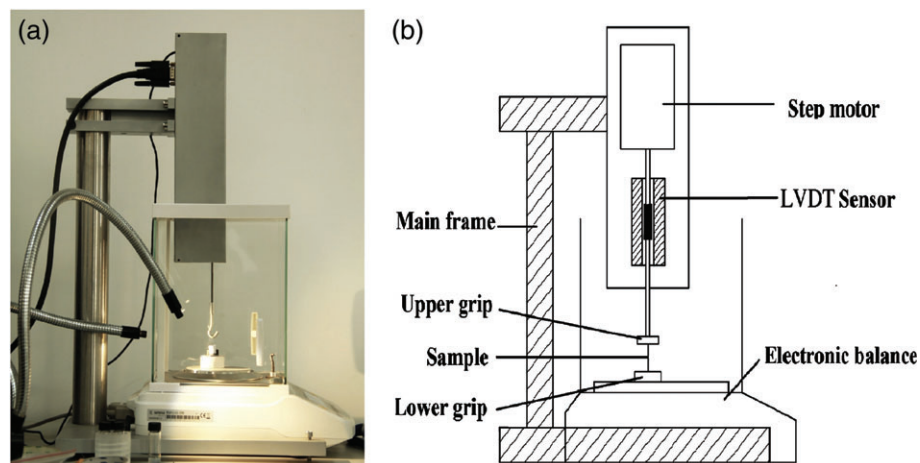 (a)
(b)
Step motor
LVDT Sensor
Main frame
Upper grip
Sample
Electronic balance
Lower grip